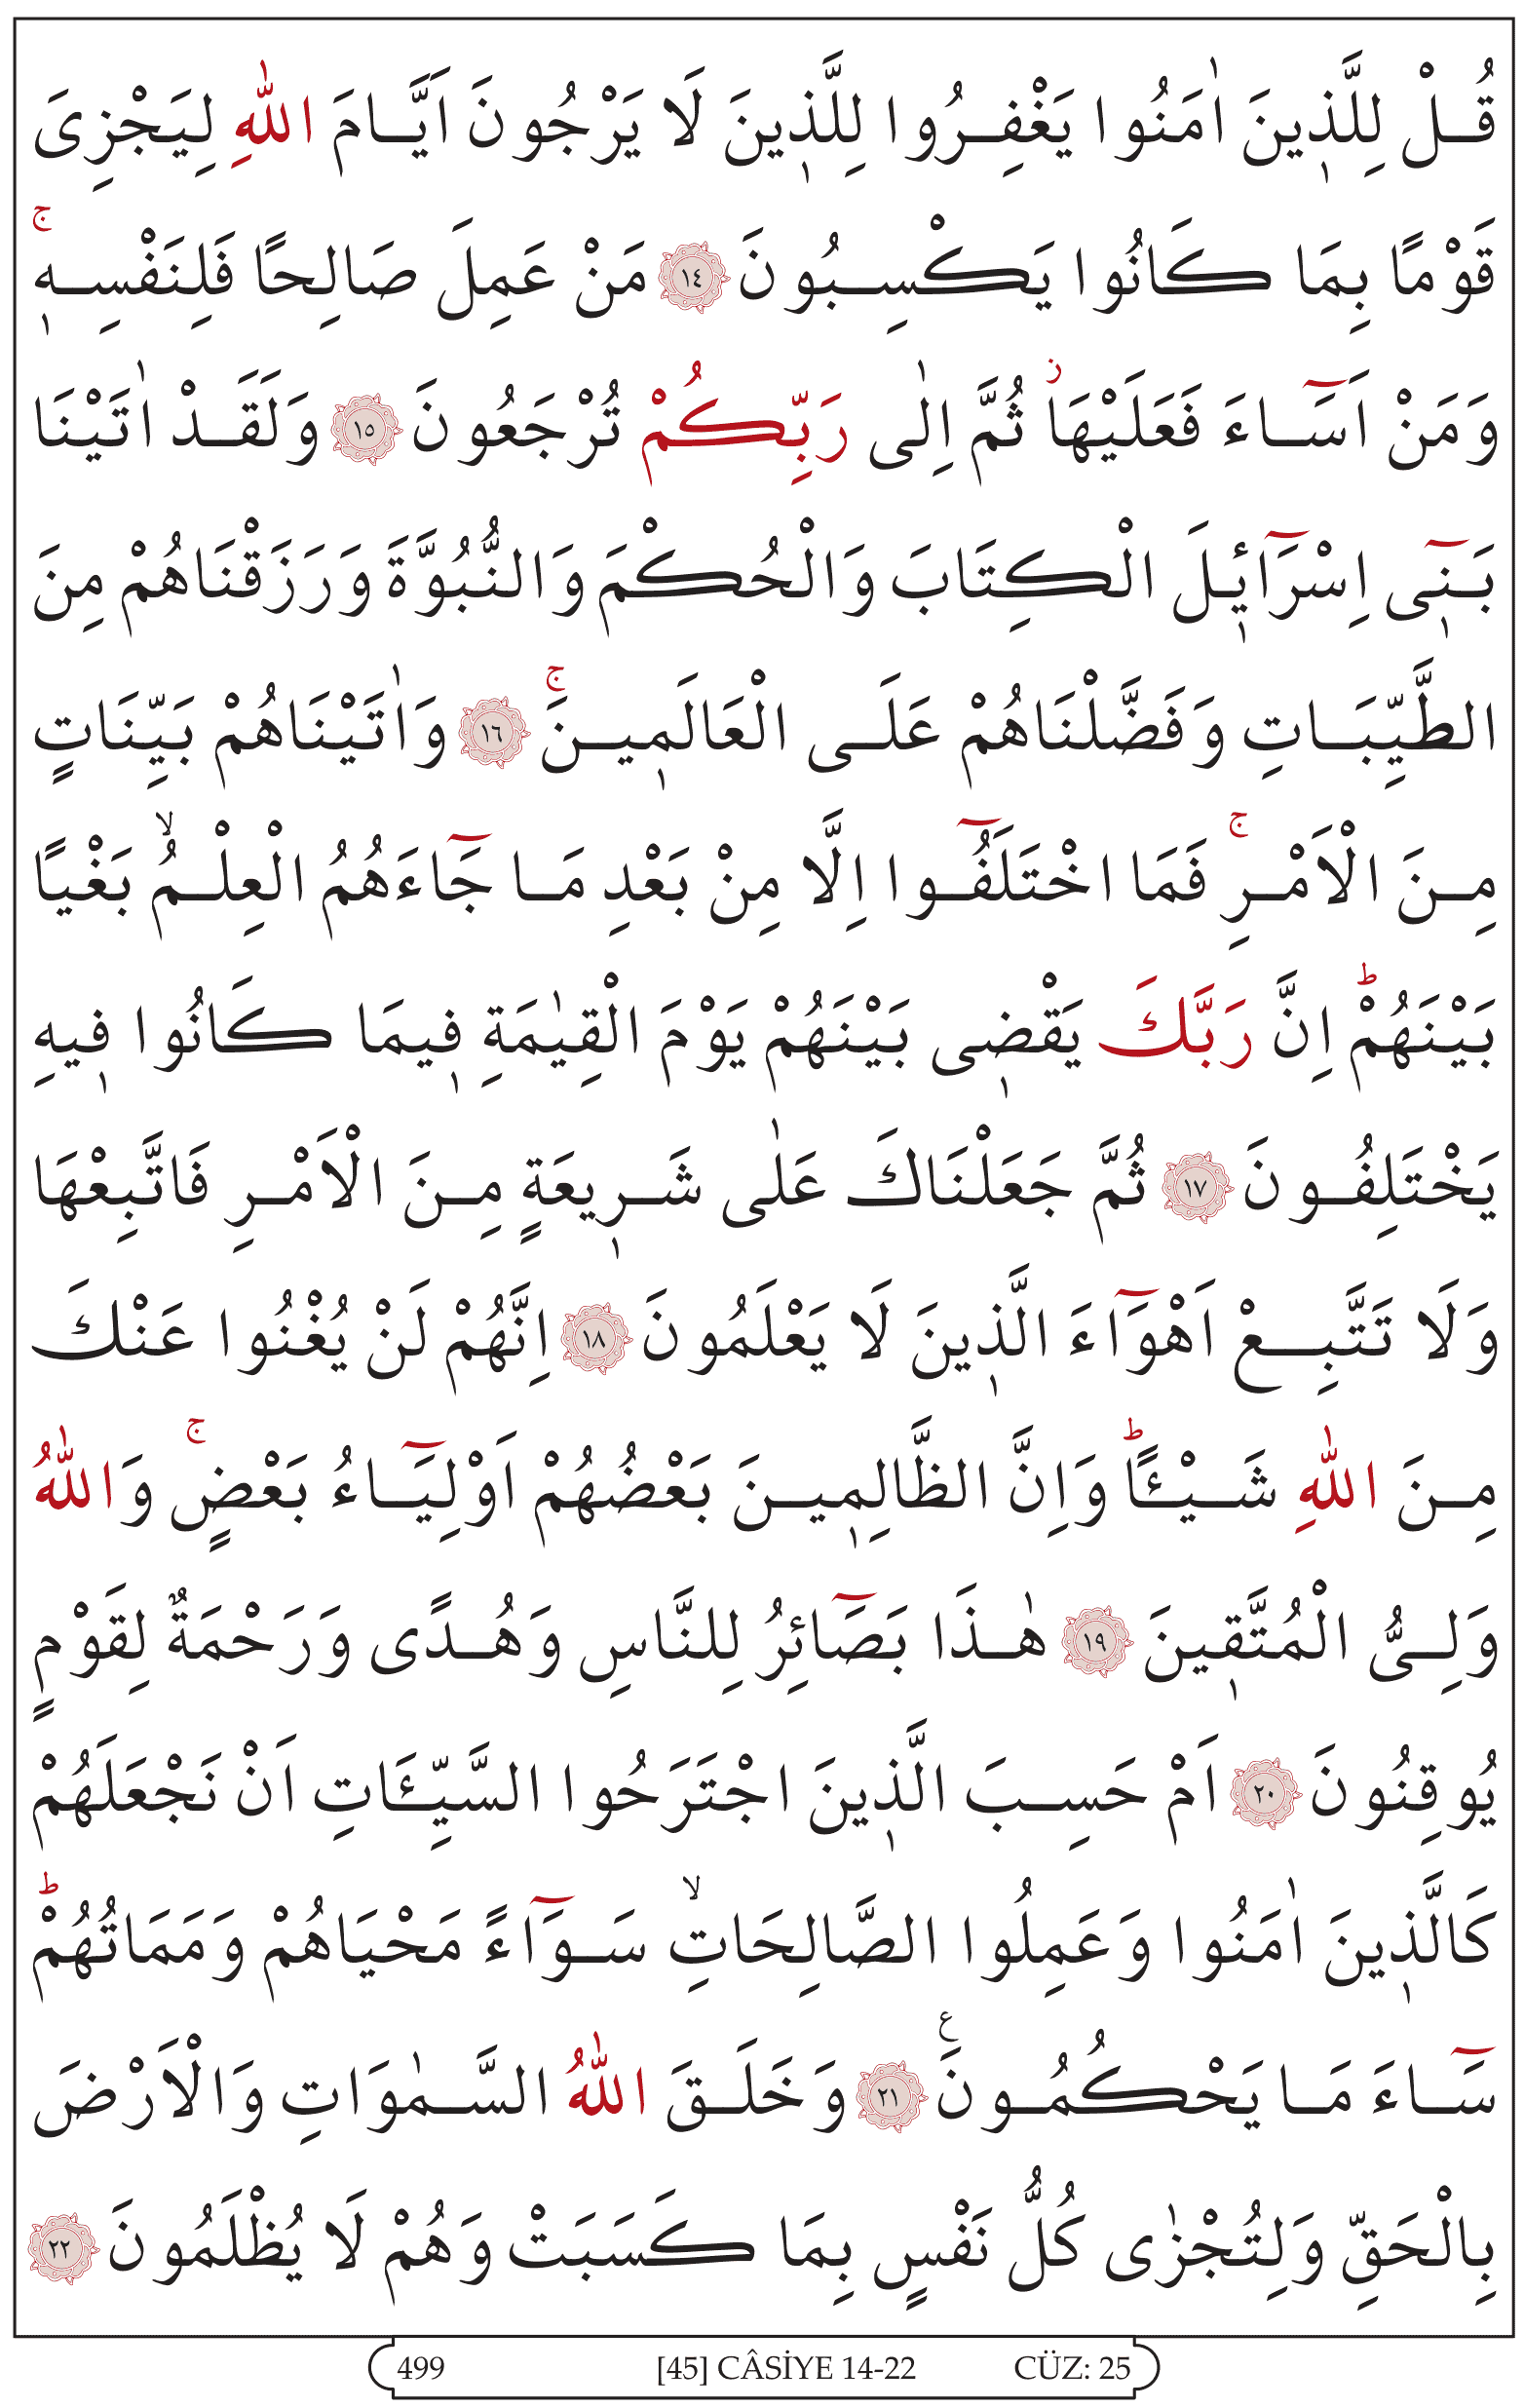 قُلْ لِلَّذ۪ينَ اٰمَنُوا يَغْفِرُوا لِلَّذ۪ينَ لَا يَرْجُونَ اَيَّامَ اللّٰهِ لِيَجْزِىَ
قَوْمًا بِمَا كَانُوا يَكْسِبُونَ ﴿١٤﴾ مَنْ عَمِلَ صَالِحًا فَلِنَفْسِه۪ۚ
وَمَنْ اَسَٓاءَ فَعَلَيْهَاۘ ثُمَّ اِلٰى رَبِّكُمْ تُرْجَعُونَ ﴿١٥﴾ وَلَقَدْ اٰتَيْنَا
بَن۪ٓى اِسْرَٓائ۪لَ الْكِتَابَ وَالْحُكْمَ وَالنُّبُوَّةَ وَرَزَقْنَاهُمْ مِنَ
الطَّيِّبَاتِ وَفَضَّلْنَاهُمْ عَلَى الْعَالَم۪ينَۚ ﴿١٦﴾ وَاٰتَيْنَاهُمْ بَيِّنَاتٍ
مِنَ الْاَمْرِۚ فَمَا اخْتَلَفُٓوا اِلَّا مِنْ بَعْدِ مَا جَٓاءَهُمُ الْعِلْمُۙ بَغْيًا
بَيْنَهُمْؕ اِنَّ رَبَّكَ يَقْض۪ى بَيْنَهُمْ يَوْمَ الْقِيٰمَةِ ف۪يمَا كَانُوا ف۪يهِ
يَخْتَلِفُونَ ﴿١٧﴾ ثُمَّ جَعَلْنَاكَ عَلٰى شَر۪يعَةٍ مِنَ الْاَمْرِ فَاتَّبِعْهَا
وَلَا تَتَّبِعْ اَهْوَٓاءَ الَّذ۪ينَ لَا يَعْلَمُونَ ﴿١٨﴾ اِنَّهُمْ لَنْ يُغْنُوا عَنْكَ
مِنَ اللّٰهِ شَيْـًٔاؕ وَاِنَّ الظَّالِم۪ينَ بَعْضُهُمْ اَوْلِيَٓاءُ بَعْضٍۚ وَاللّٰهُ
وَلِىُّ الْمُتَّق۪ينَ ﴿١٩﴾ هٰذَا بَصَٓائِرُ لِلنَّاسِ وَهُدًى وَرَحْمَةٌ لِقَوْمٍ
يُوقِنُونَ ﴿٢٠﴾ اَمْ حَسِبَ الَّذ۪ينَ اجْتَرَحُوا السَّيِّـَٔاتِ اَنْ نَجْعَلَهُمْ
كَالَّذ۪ينَ اٰمَنُوا وَعَمِلُوا الصَّالِحَاتِۙ سَوَٓاءً مَحْيَاهُمْ وَمَمَاتُهُمْؕ
سَٓاءَ مَا يَحْكُمُونَ۟ ع ﴿٢١﴾ وَخَلَقَ اللّٰهُ السَّمٰوَاتِ وَالْاَرْضَ
بِالْحَقِّ وَلِتُجْزٰى كُلُّ نَفْسٍ بِمَا كَسَبَتْ وَهُمْ لَا يُظْلَمُونَ ﴿٢٢﴾
499 [45] CÂSİYE 14-22 CÜZ: 25